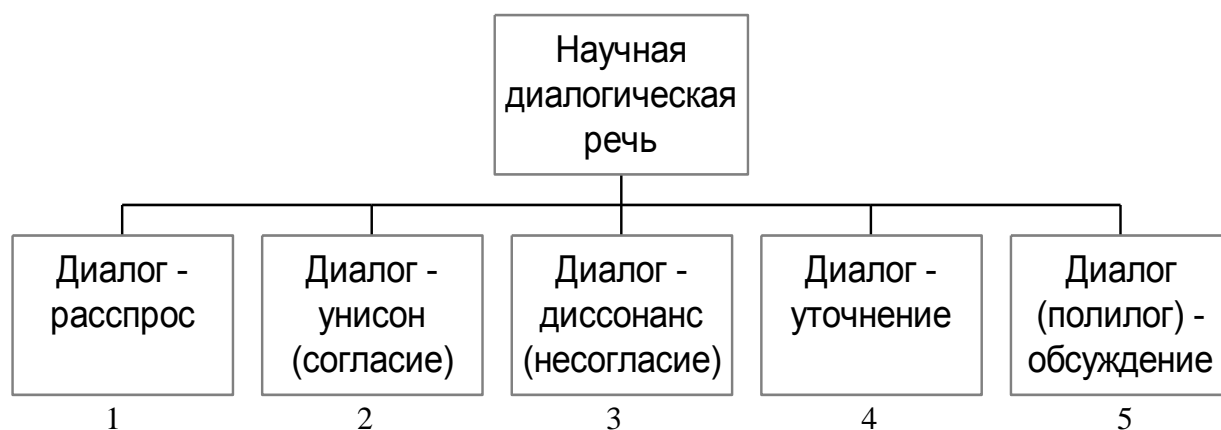 Научная
диалогическая
речь
Диалог -
расспрос
Диалог -
унисон
(согласие)
Диалог -
диссонанс
(несогласие)
Диалог -
уточнение
Диалог
(полилог) -
обсуждение
1
2
3
4
5